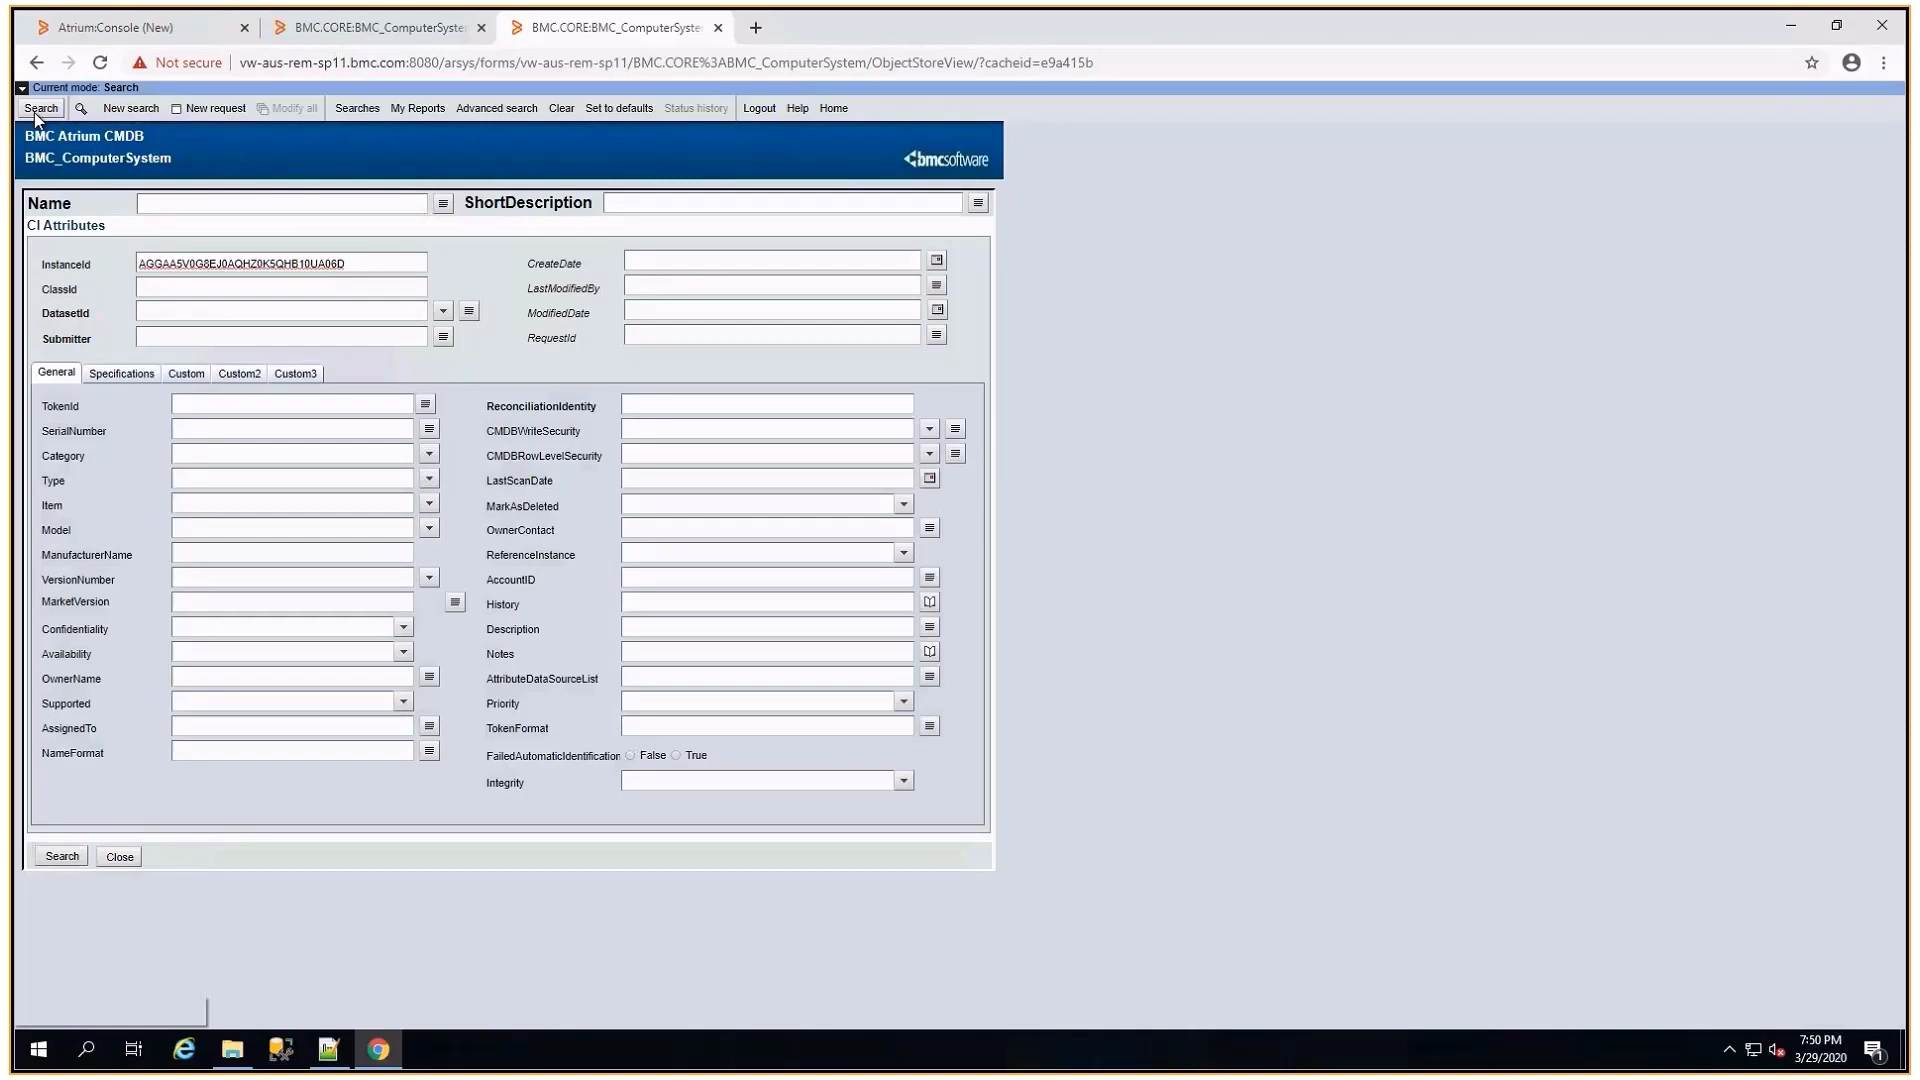 Atrium:Console (New)
BMC.CORE:BMC_ComputerSyste
BMC.CORE:BMC_ComputerSyste
Not secure
vw-aus-rem-sp11.bmc.com:8080/arsys/forms/vw-aus-rem-sp11/BMC.CORE%3ABMC_ComputerSystem/ObjectStoreView/?cacheid=e9a415b
Current mode: Search
Search New search New request Modify all Searches My Reports Advanced search Clear Set to defaults Status history Logout Help Home
BMC Atrium CMDB
BMC_ComputerSystem
bmcsoftware
Name ShortDescription
CI Attributes
InstanceId AGGAA5V0G8EJ0AQHZ0K5QHB10UA06D CreateDate
ClassId LastModifiedBy
DatasetId ModifiedDate
Submitter RequestId
General Specifications Custom Custom2 Custom3
TokenId ReconciliationIdentity
SerialNumber CMDBWriteSecurity
Category CMDBRowLevelSecurity
Type LastScanDate
Item MarkAsDeleted
Model OwnerContact
ManufacturerName ReferenceInstance
VersionNumber AccountID
MarketVersion History
Confidentiality Description
Availability Notes
OwnerName AttributeDataSourceList
Supported Priority
AssignedTo TokenFormat
NameFormat FailedAutomaticIdentification False True
Integrity
Search Close
7:50 PM
3/29/2020
1